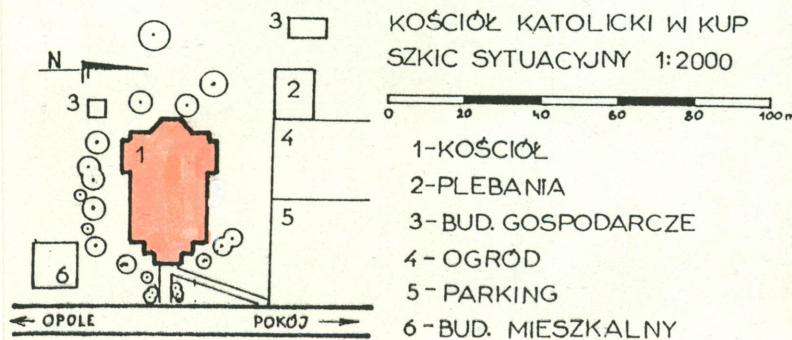 KOŚCIÓŁ KATOLICKI W KUP
SZKIC SYTUACYJNY 1:2000
0 20 40 60 80 100 m
1-KOŚCIÓŁ
2-PLEBANIA
3-BUD. GOSPODARCZE
4-OGRÓD
5-PARKING
6-BUD. MIESZKALNY
N
3
3
2
1
4
5
6
OPOLE
POKÓJ